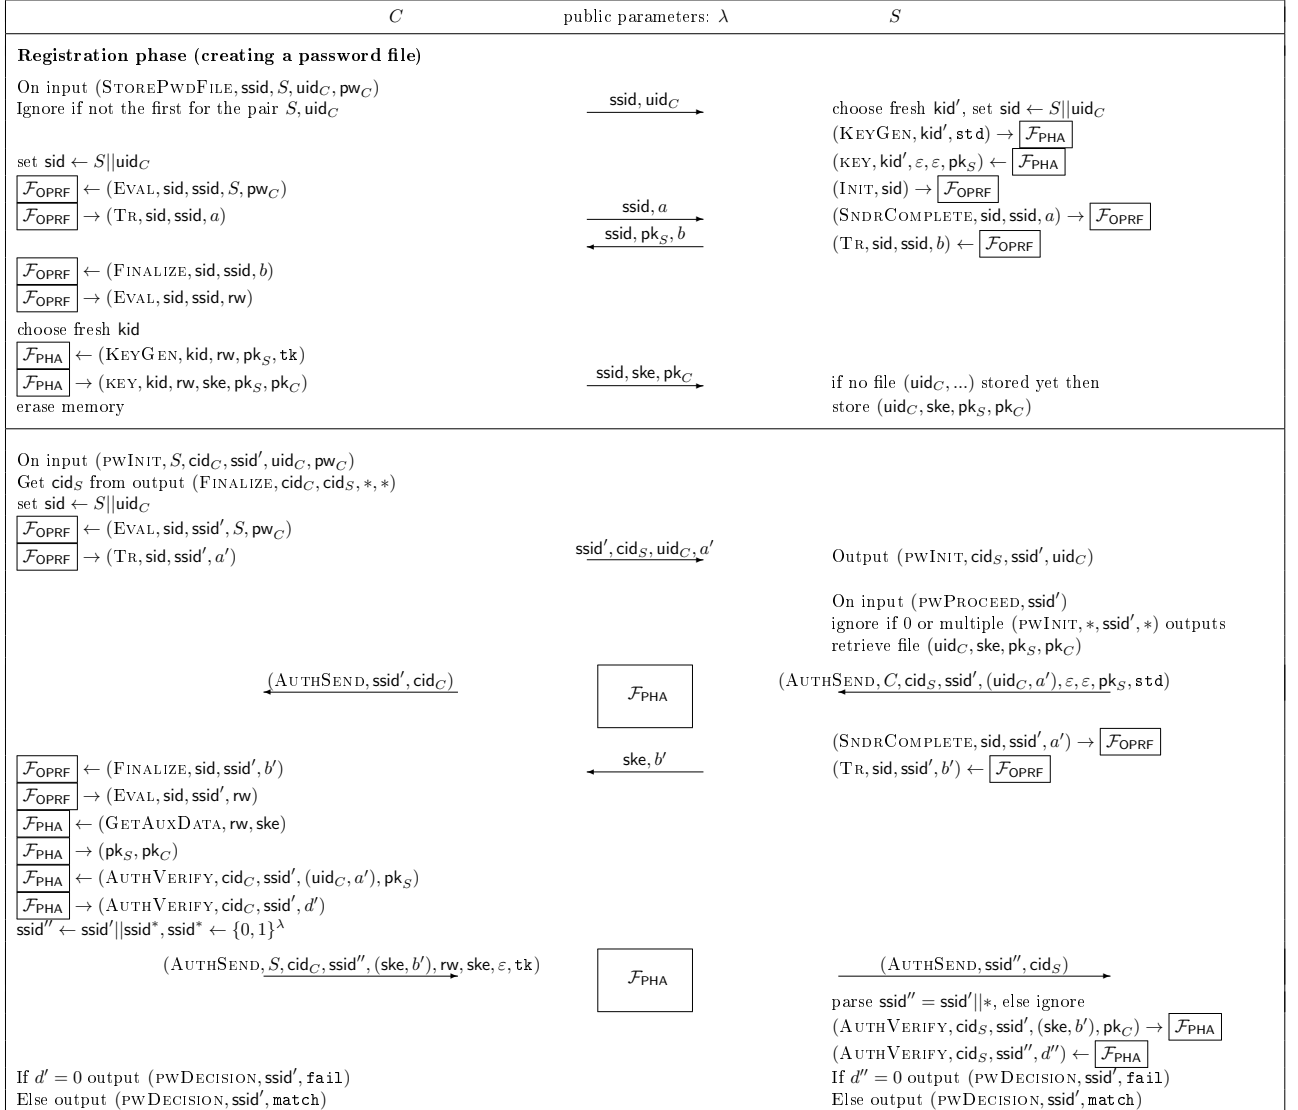 C public parameters: λ S
Registration phase (creating a password file)
On input (STOREPWDFILE, ssid, S, uid_C, pw_C)
Ignore if not the first for the pair S, uid_C ssid, uid_C choose fresh kid′, set sid ← S||uid_C
(KEYGEN, kid′, std) → F_PHA
set sid ← S||uid_C (KEY, kid′, ε, ε, pk_S) ← F_PHA
F_OPRF ← (EVAL, sid, ssid, S, pw_C) (INIT, sid) → F_OPRF
F_OPRF → (TR, sid, ssid, a) ssid, a (SNDRCOMPLETE, sid, ssid, a) → F_OPRF
ssid, pk_S, b (TR, sid, ssid, b) ← F_OPRF
F_OPRF ← (FINALIZE, sid, ssid, b)
F_OPRF → (EVAL, sid, ssid, rw)
choose fresh kid
F_PHA ← (KEYGEN, kid, rw, pk_S, tk)
F_PHA → (KEY, kid, rw, ske, pk_S, pk_C) ssid, ske, pk_C if no file (uid_C, ...) stored yet then
erase memory store (uid_C, ske, pk_S, pk_C)
On input (PWINIT, S, cid_C, ssid′, uid_C, pw_C)
Get cid_S from output (FINALIZE, cid_C, cid_S, *, *)
set sid ← S||uid_C
F_OPRF ← (EVAL, sid, ssid′, S, pw_C)
F_OPRF → (TR, sid, ssid′, a′) ssid′, cid_S, uid_C, a′ Output (PWINIT, cid_S, ssid′, uid_C)
On input (PWPROCEED, ssid′)
ignore if 0 or multiple (PWINIT, *, ssid′, *) outputs
retrieve file (uid_C, ske, pk_S, pk_C)
(AUTHSEND, ssid′, cid_C) F_PHA (AUTHSEND, C, cid_S, ssid′, (uid_C, a′), ε, ε, pk_S, std)
(SNDRCOMPLETE, sid, ssid′, a′) → F_OPRF
F_OPRF ← (FINALIZE, sid, ssid′, b′) ske, b′ (TR, sid, ssid′, b′) ← F_OPRF
F_OPRF → (EVAL, sid, ssid′, rw)
F_PHA ← (GETAUXDATA, rw, ske)
F_PHA → (pk_S, pk_C)
F_PHA ← (AUTHVERIFY, cid_C, ssid′, (uid_C, a′), pk_S)
F_PHA → (AUTHVERIFY, cid_C, ssid′, d′)
ssid″ ← ssid′||ssid*, ssid* ← {0, 1}^λ
(AUTHSEND, S, cid_C, ssid″, (ske, b′), rw, ske, ε, tk) F_PHA (AUTHSEND, ssid″, cid_S)
parse ssid″ = ssid′||*, else ignore
(AUTHVERIFY, cid_S, ssid′, (ske, b′), pk_C) → F_PHA
(AUTHVERIFY, cid_S, ssid″, d″) ← F_PHA
If d′ = 0 output (PWDECISION, ssid′, fail) If d″ = 0 output (PWDECISION, ssid′, fail)
Else output (PWDECISION, ssid′, match) Else output (PWDECISION, ssid′, match)